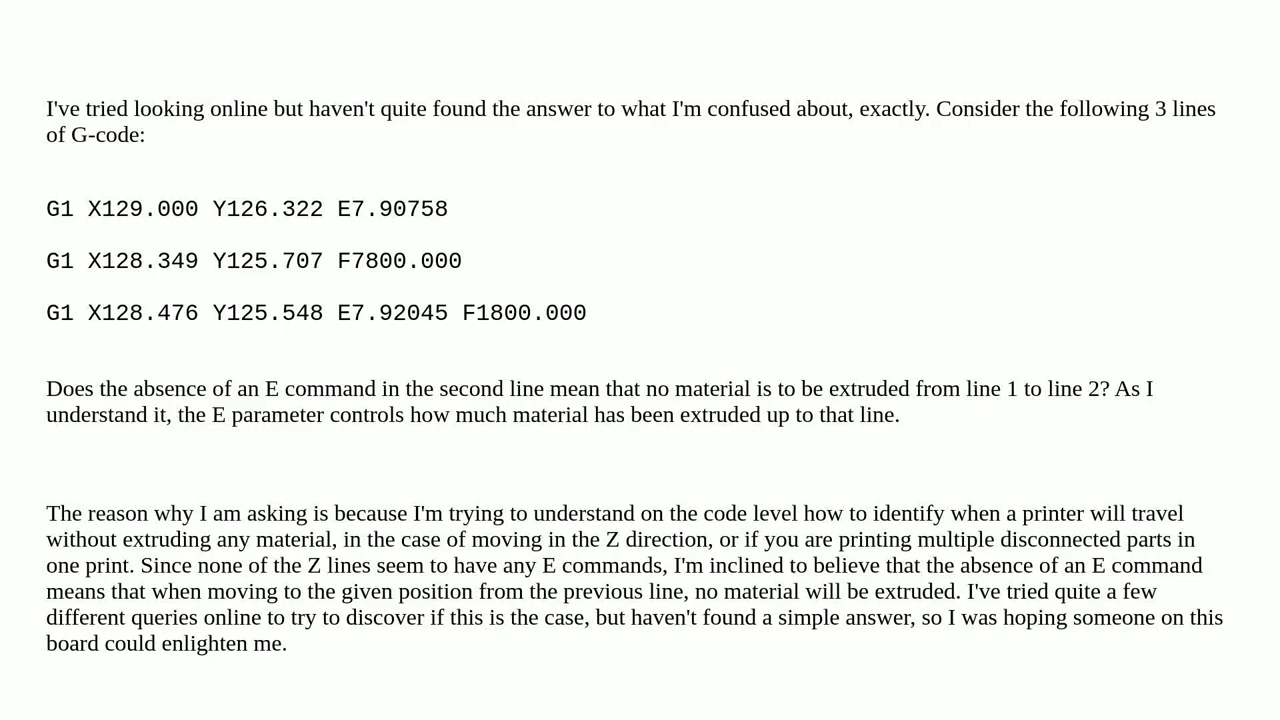 I've tried looking online but haven't quite found the answer to what I'm confused about, exactly. Consider the following 3 lines
of G-code:
G1 X129.000 Y126.322 E7.90758
G1 X128.349 Y125.707 F7800.000
G1 X128.476 Y125.548 E7.92045 F1800.000
Does the absence of an E command in the second line mean that no material is to be extruded from line 1 to line 2? As I
understand it, the E parameter controls how much material has been extruded up to that line.
The reason why I am asking is because I'm trying to understand on the code level how to identify when a printer will travel
without extruding any material, in the case of moving in the Z direction, or if you are printing multiple disconnected parts in
one print. Since none of the Z lines seem to have any E commands, I'm inclined to believe that the absence of an E command
means that when moving to the given position from the previous line, no material will be extruded. I've tried quite a few
different queries online to try to discover if this is the case, but haven't found a simple answer, so I was hoping someone on this
board could enlighten me.